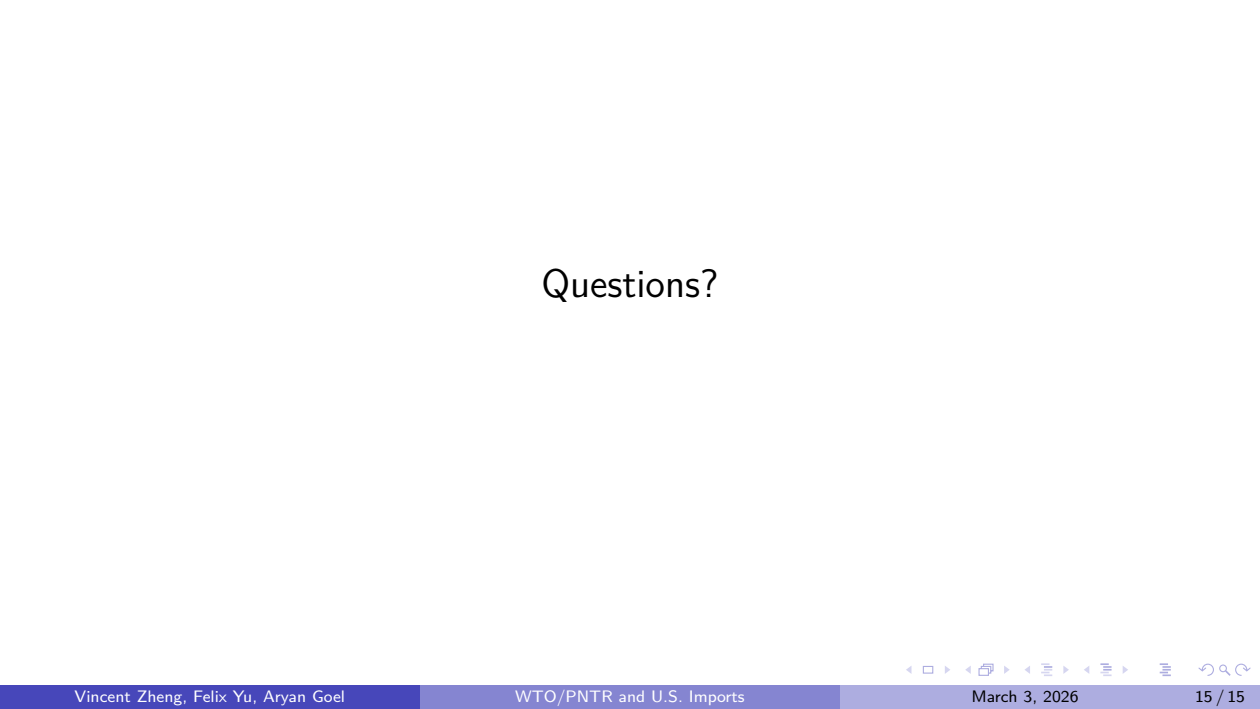 Questions?
Vincent Zheng, Felix Yu, Aryan Goel WTO/PNTR and U.S. Imports March 3, 2026 15 / 15